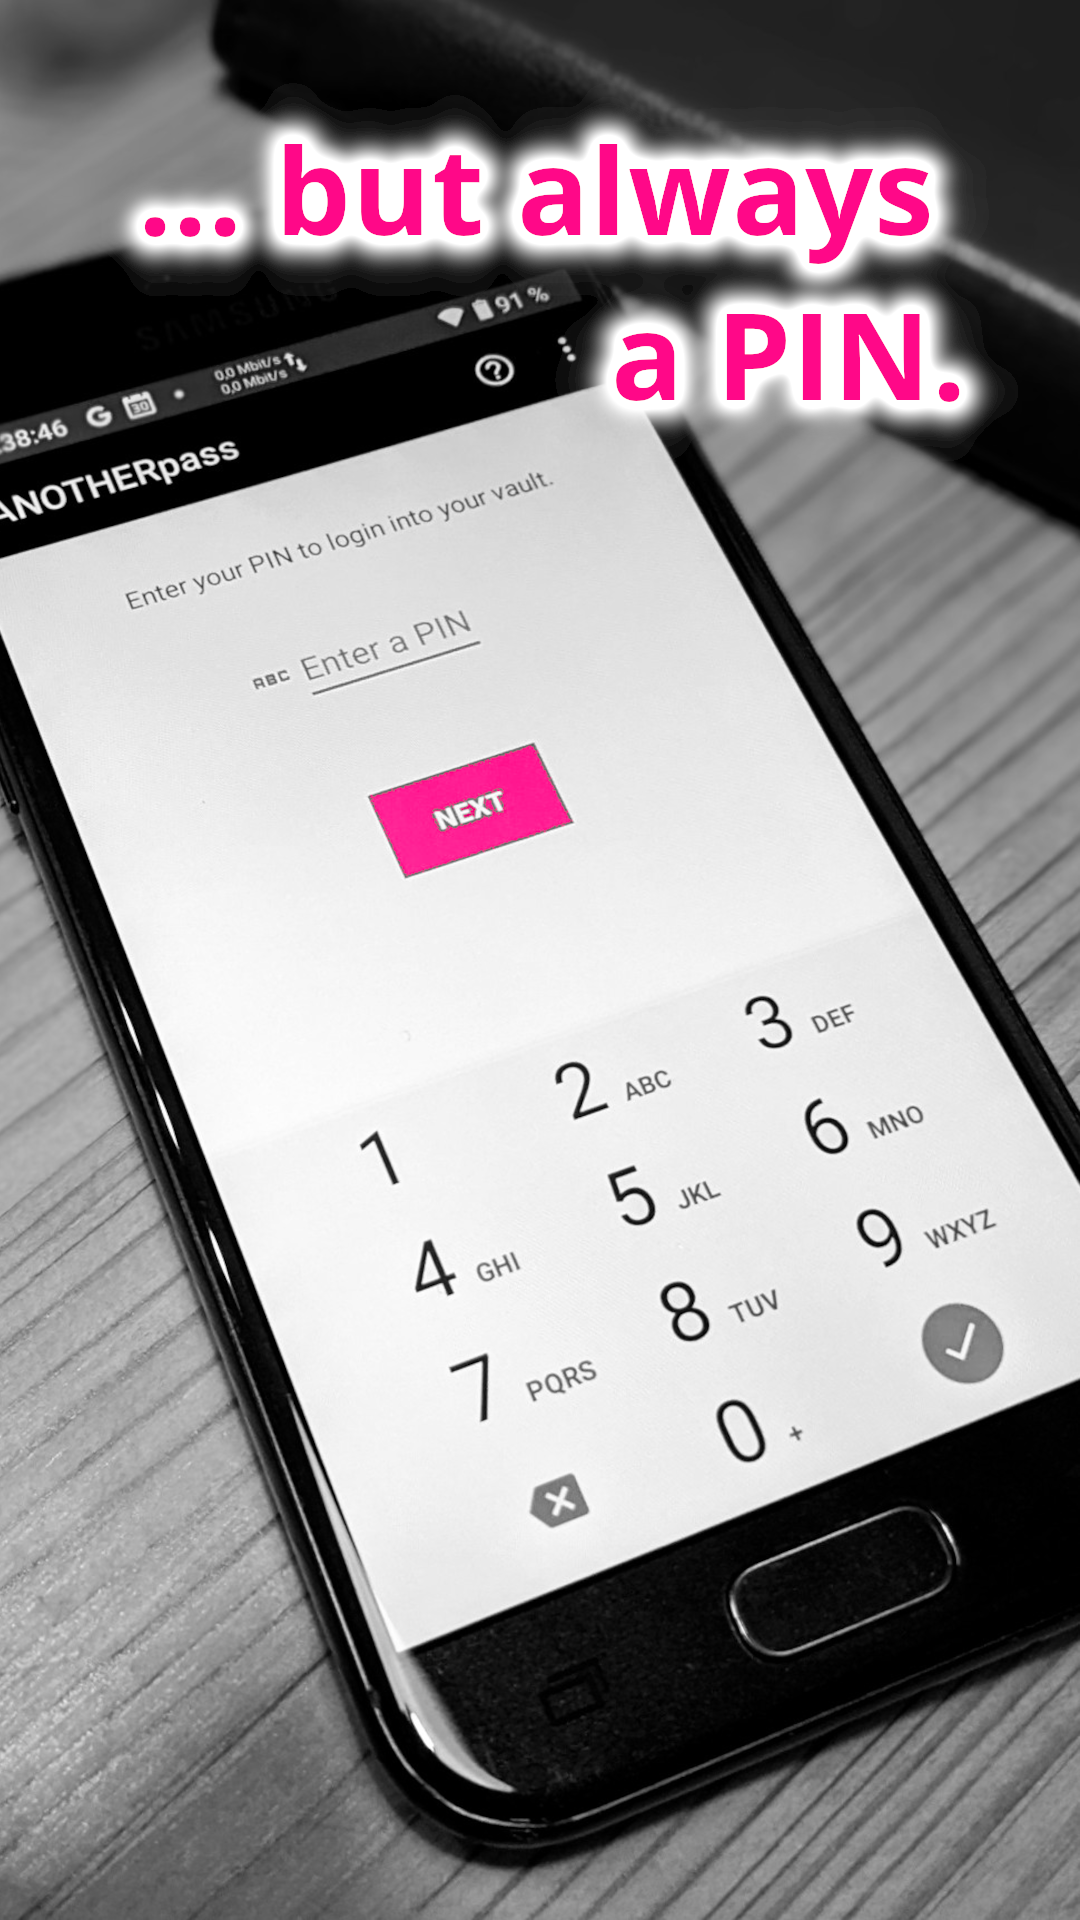 ... but always
a PIN.
SAMSUNG
:38:46
30
0,0 Mbit/s
0,0 Mbit/s
91 %
ANOTHERpass
Enter your PIN to login into your vault.
ABC Enter a PIN
NEXT
1
2 ABC
3 DEF
4 GHI
5 JKL
6 MNO
7 PQRS
8 TUV
9 WXYZ
0 +